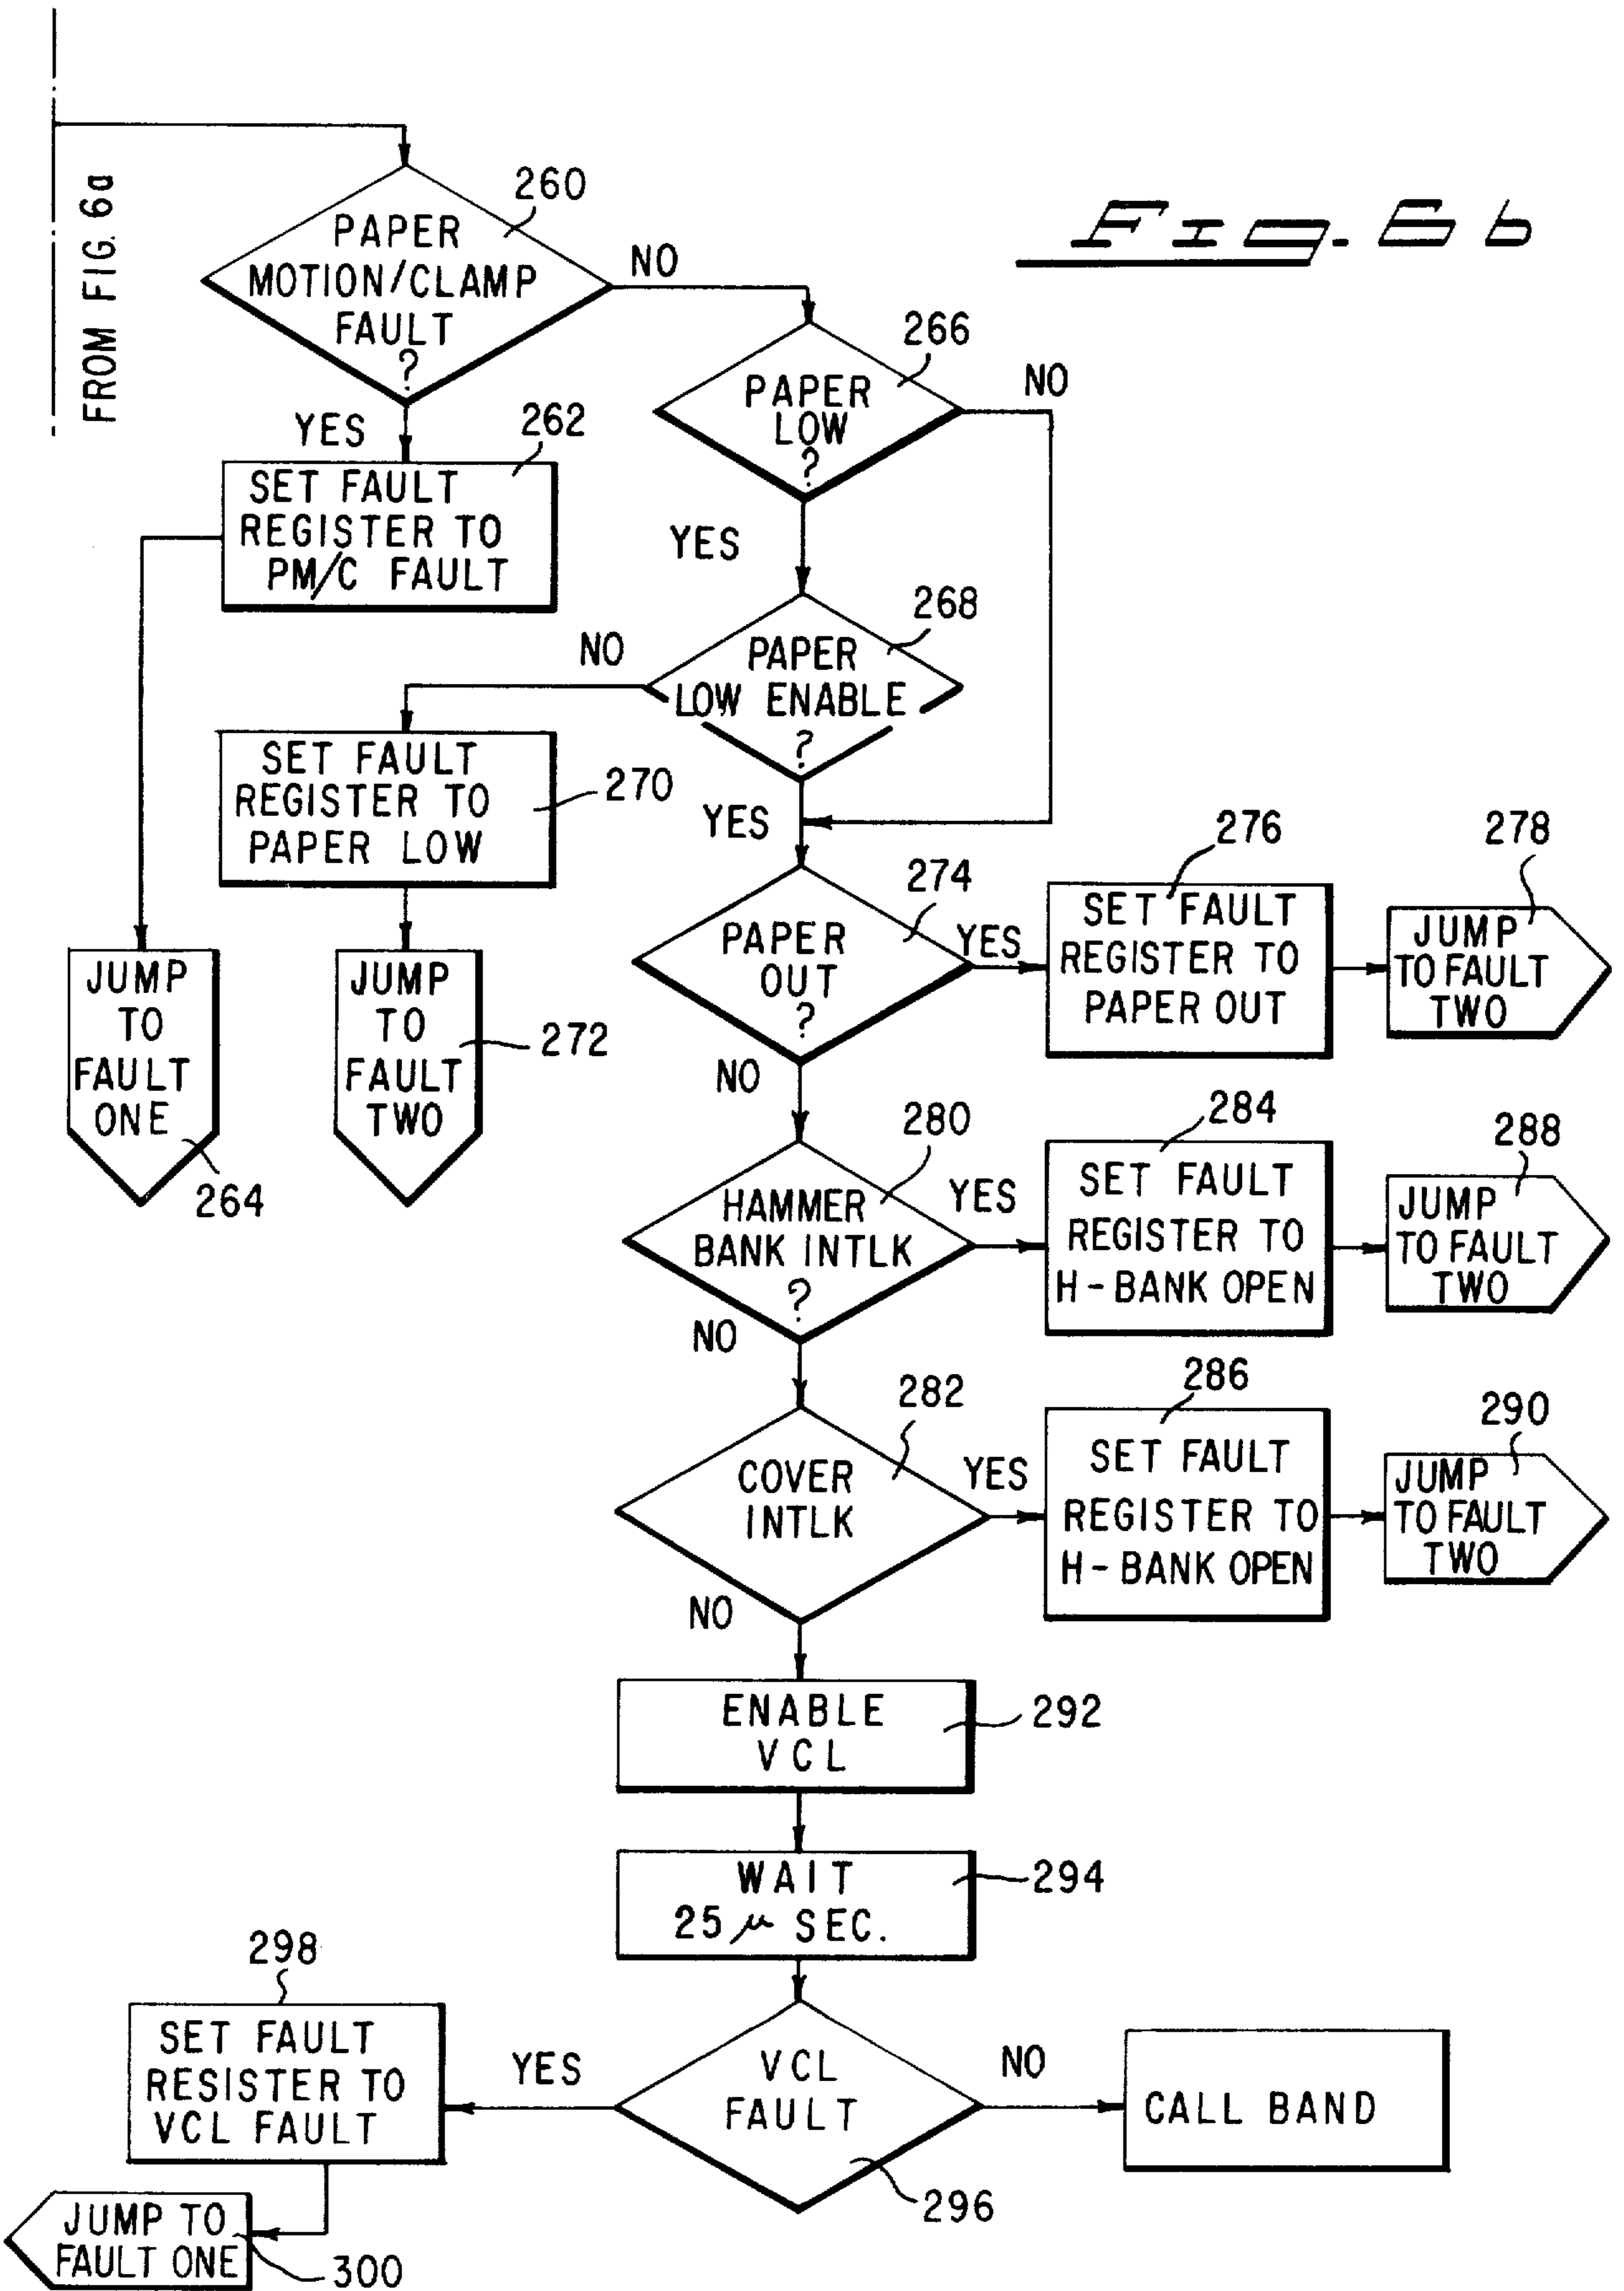 Fig. 6b
FROM FIG. 6a
260
PAPER
MOTION/CLAMP
FAULT
?
NO
YES
262
SET FAULT
REGISTER TO
PM/C FAULT
JUMP
TO
FAULT
ONE
264
266
PAPER
LOW
?
NO
YES
268
PAPER
LOW ENABLE
?
NO
YES
SET FAULT
REGISTER TO
PAPER LOW
270
JUMP
TO
FAULT
TWO
272
274
PAPER
OUT
?
YES
NO
276
SET FAULT
REGISTER TO
PAPER OUT
278
JUMP
TO FAULT
TWO
280
HAMMER
BANK INTLK
?
YES
NO
284
SET FAULT
REGISTER TO
H-BANK OPEN
288
JUMP
TO FAULT
TWO
282
COVER
INTLK
YES
NO
286
SET FAULT
REGISTER TO
H-BANK OPEN
290
JUMP
TO FAULT
TWO
ENABLE
VCL
292
WAIT
25 μ SEC.
294
VCL
FAULT
296
YES
NO
298
SET FAULT
RESISTER TO
VCL FAULT
JUMP TO
FAULT ONE
300
CALL BAND